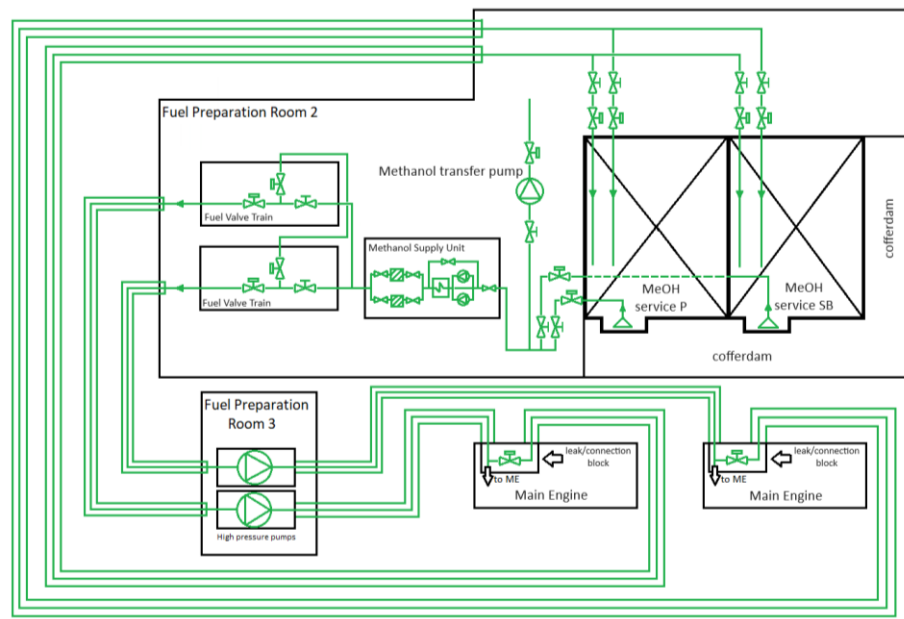 Fuel Preparation Room 2
Methanol transfer pump
Fuel Valve Train
Methanol Supply Unit
Fuel Valve Train
MeOH
service P
MeOH
service SB
cofferdam
cofferdam
Fuel Preparation
Room 3
High pressure pumps
leak/connection
block
to ME
Main Engine
leak/connection
block
to ME
Main Engine